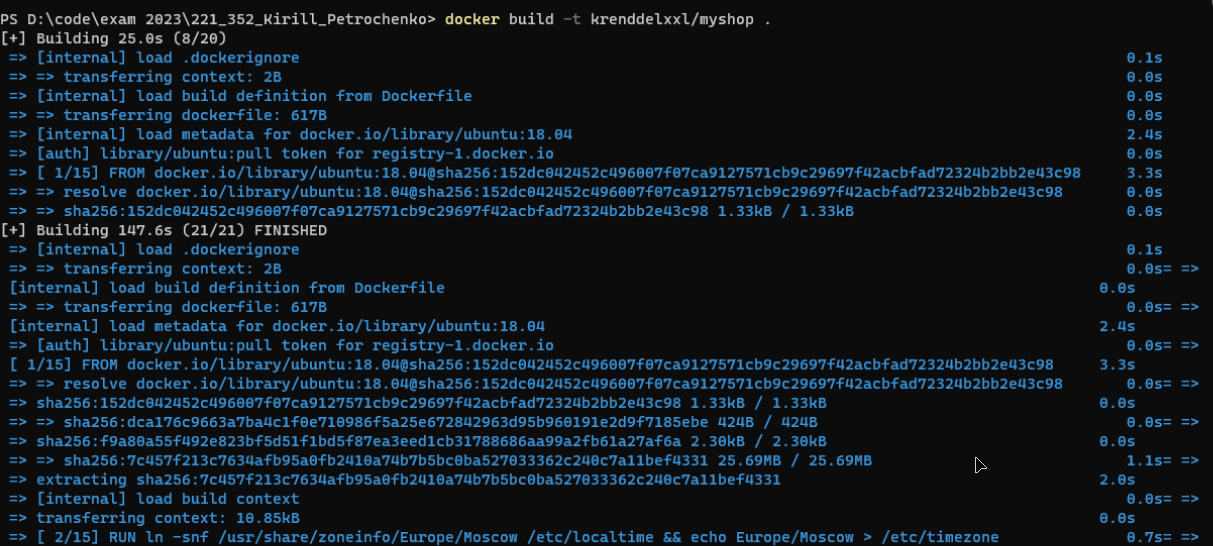 PS D:\code\exam 2023\221_352_Kirill_Petrochenko> docker build -t krenddelxxl/myshop .
[+] Building 25.0s (8/20)
=> [internal] load .dockerignore 0.1s
=> => transferring context: 2B 0.0s
=> [internal] load build definition from Dockerfile 0.0s
=> => transferring dockerfile: 617B 0.0s
=> [internal] load metadata for docker.io/library/ubuntu:18.04 2.4s
=> [auth] library/ubuntu:pull token for registry-1.docker.io 0.0s
=> [ 1/15] FROM docker.io/library/ubuntu:18.04@sha256:152dc042452c496007f07ca9127571cb9c29697f42acbfad72324b2bb2e43c98 3.3s
=> => resolve docker.io/library/ubuntu:18.04@sha256:152dc042452c496007f07ca9127571cb9c29697f42acbfad72324b2bb2e43c98 0.0s
=> => sha256:152dc042452c496007f07ca9127571cb9c29697f42acbfad72324b2bb2e43c98 1.33kB / 1.33kB 0.0s
[+] Building 147.6s (21/21) FINISHED
=> [internal] load .dockerignore 0.1s
=> => transferring context: 2B 0.0s= =>
[internal] load build definition from Dockerfile 0.0s
=> => transferring dockerfile: 617B 0.0s= =>
[internal] load metadata for docker.io/library/ubuntu:18.04 2.4s
=> [auth] library/ubuntu:pull token for registry-1.docker.io 0.0s= =>
[ 1/15] FROM docker.io/library/ubuntu:18.04@sha256:152dc042452c496007f07ca9127571cb9c29697f42acbfad72324b2bb2e43c98 3.3s
=> => resolve docker.io/library/ubuntu:18.04@sha256:152dc042452c496007f07ca9127571cb9c29697f42acbfad72324b2bb2e43c98 0.0s= =>
=> sha256:152dc042452c496007f07ca9127571cb9c29697f42acbfad72324b2bb2e43c98 1.33kB / 1.33kB 0.0s
=> => sha256:dca176c9663a7ba4c1f0e710986f5a25e672842963d95b960191e2d9f7185ebe 424B / 424B 0.0s= =>
=> sha256:f9a80a55f492e823bf5d51f1bd5f87ea3eed1cb31788686aa99a2fb61a27af6a 2.30kB / 2.30kB 0.0s
=> => sha256:7c457f213c7634afb95a0fb2410a74b7b5bc0ba527033362c240c7a11bef4331 25.69MB / 25.69MB 1.1s= =>
=> extracting sha256:7c457f213c7634afb95a0fb2410a74b7b5bc0ba527033362c240c7a11bef4331 2.0s
=> [internal] load build context 0.0s= =>
=> transferring context: 10.85kB 0.0s
=> [ 2/15] RUN ln -snf /usr/share/zoneinfo/Europe/Moscow /etc/localtime && echo Europe/Moscow > /etc/timezone 0.7s= =>